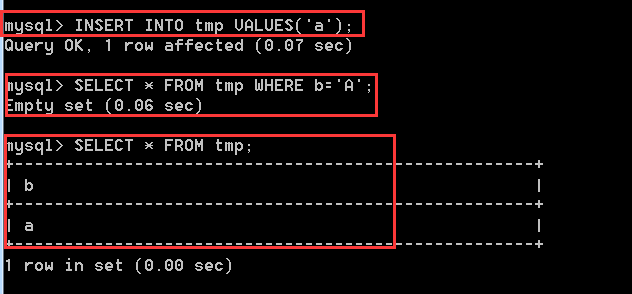 mysql> INSERT INTO tmp VALUES('a');
Query OK, 1 row affected (0.07 sec)
mysql> SELECT * FROM tmp WHERE b='A';
Empty set (0.06 sec)
mysql> SELECT * FROM tmp;
+--------------------------------------------------+
| b                                                |
+--------------------------------------------------+
| a                                                |
+--------------------------------------------------+
1 row in set (0.00 sec)